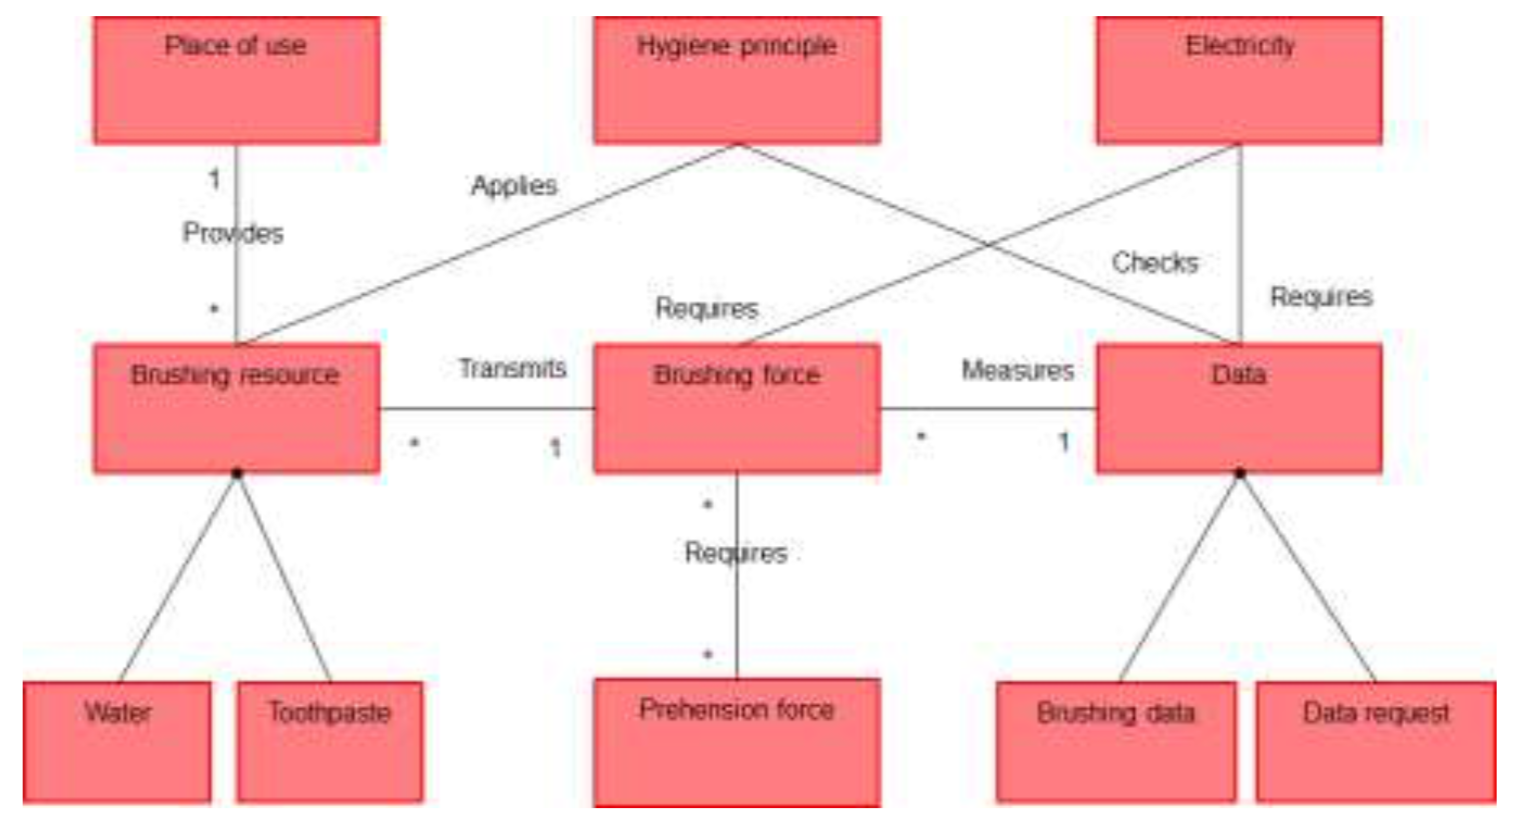 Place of use
Hygiene principle
Electricity
1
Applies
Provides
Checks
*
Requires
Requires
Brushing resource
Transmits
Brushing force
Measures
Data
*
1
*
1
*
Requires
*
Water
Toothpaste
Prehension force
Brushing data
Data request